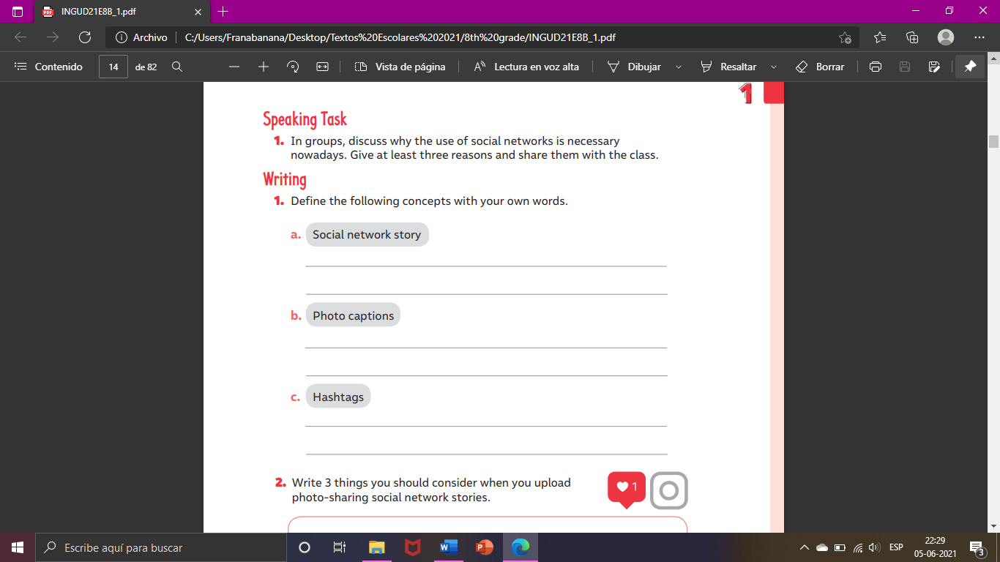 INGUD21E8B_1.pdf
Archivo
C:/Users/Franabanana/Desktop/Textos%20Escolares%202021/8th%20grade/INGUD21E8B_1.pdf
Contenido
14
de 82
Vista de página
Lectura en voz alta
Dibujar
Resaltar
Borrar
1
Speaking Task
1. In groups, discuss why the use of social networks is necessary
nowadays. Give at least three reasons and share them with the class.
Writing
1. Define the following concepts with your own words.
a. Social network story
b. Photo captions
c. Hashtags
2. Write 3 things you should consider when you upload
photo-sharing social network stories.
1
Escribe aquí para buscar
ESP
22:29
05-06-2021
3